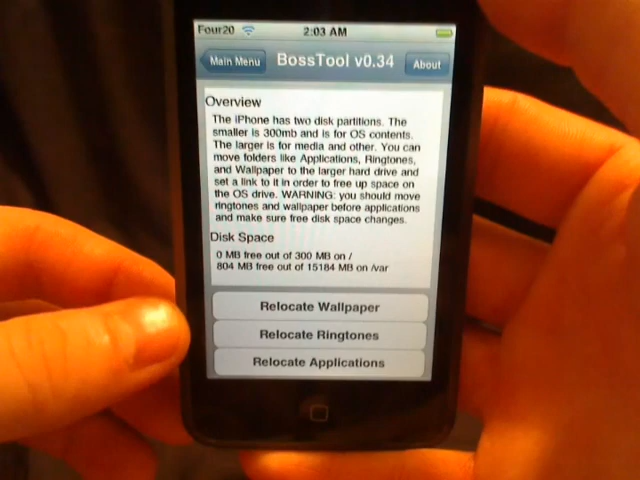 Four20 2:03 AM
Main Menu BossTool v0.34 About
Overview
The iPhone has two disk partitions. The
smaller is 300mb and is for OS contents.
The larger is for media and other. You can
move folders like Applications, Ringtones,
and Wallpaper to the larger hard drive and
set a link to it in order to free up space on
the OS drive. WARNING: you should move
ringtones and wallpaper before applications
and make sure free disk space changes.
Disk Space
0 MB free out of 300 MB on /
804 MB free out of 15184 MB on /var
Relocate Wallpaper
Relocate Ringtones
Relocate Applications